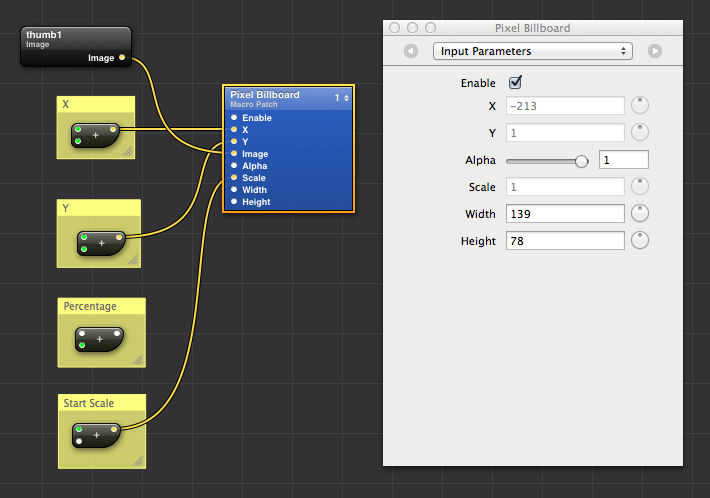 thumb1
Image
Image
X
+
Y
+
Percentage
+
Start Scale
+
Pixel Billboard 1
Macro Patch
Enable
X
Y
Image
Alpha
Scale
Width
Height
Pixel Billboard
Input Parameters
Enable
X -213
Y 1
Alpha 1
Scale 1
Width 139
Height 78